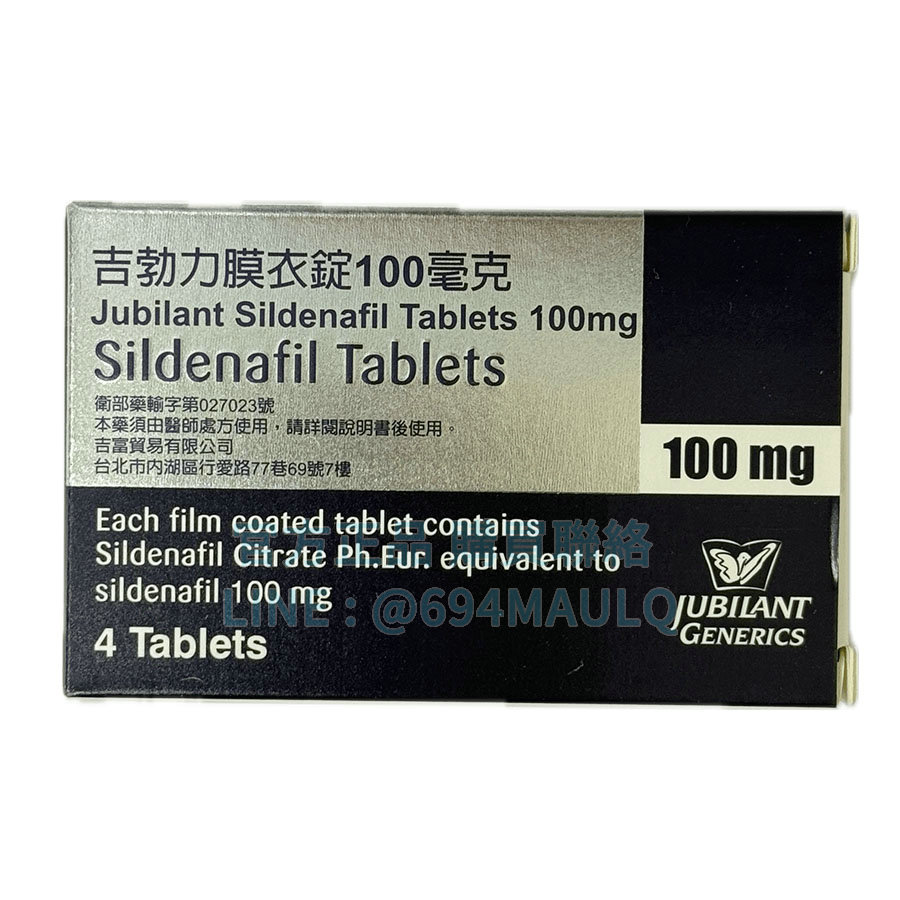 吉勃力膜衣錠100毫克
Jubilant Sildenafil Tablets 100mg
Sildenafil Tablets
衛部藥輸字第027023號
本藥須由醫師處方使用，請詳閱說明書後使用。
吉富貿易有限公司
台北市內湖區行愛路77巷69號7樓
100 mg
Each film coated tablet contains
Sildenafil Citrate Ph.Eur. equivalent to
sildenafil 100 mg
4 Tablets
官方正品 購買聯絡
LINE：@694MAULQ
JUBILANT
GENERICS